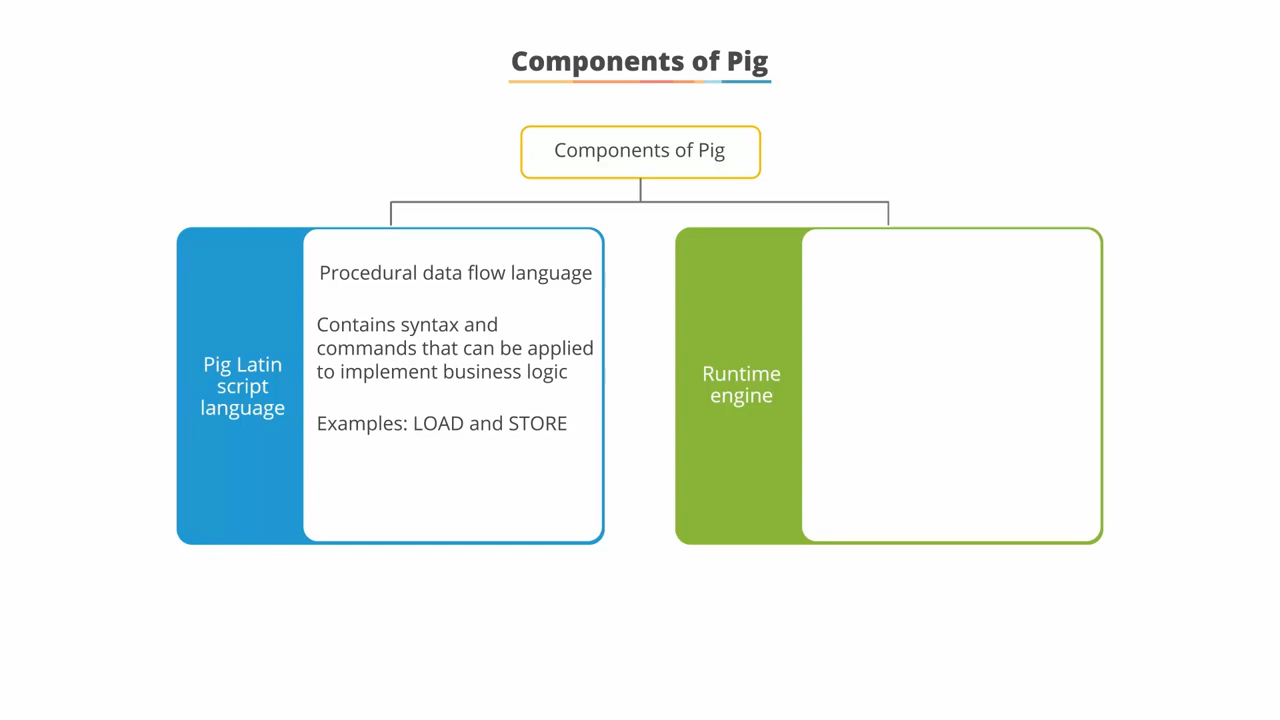 Components of Pig
Components of Pig
Pig Latin
script
language
Procedural data flow language
Contains syntax and
commands that can be applied
to implement business logic
Examples: LOAD and STORE
Runtime
engine